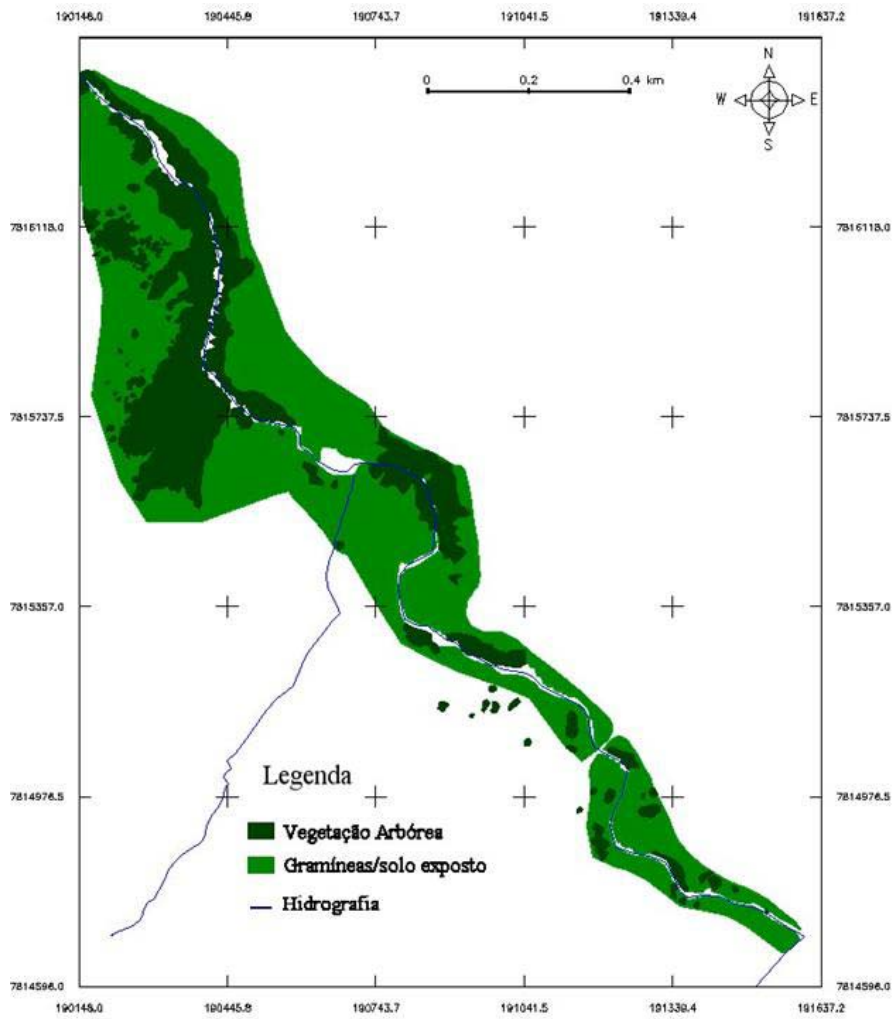 190146.0 190445.8 190743.7 191041.5 191339.4 191637.2
0 0.2 0.4 km
N
W E
S
7816118.0 7816118.0
7815737.5 7815737.5
7815357.0 7815357.0
7814976.5 7814976.5
Legenda
Vegetação Arbórea
Gramíneas/solo exposto
Hidrografia
7814596.0 7814596.0
190146.0 190445.8 190743.7 191041.5 191339.4 191637.2